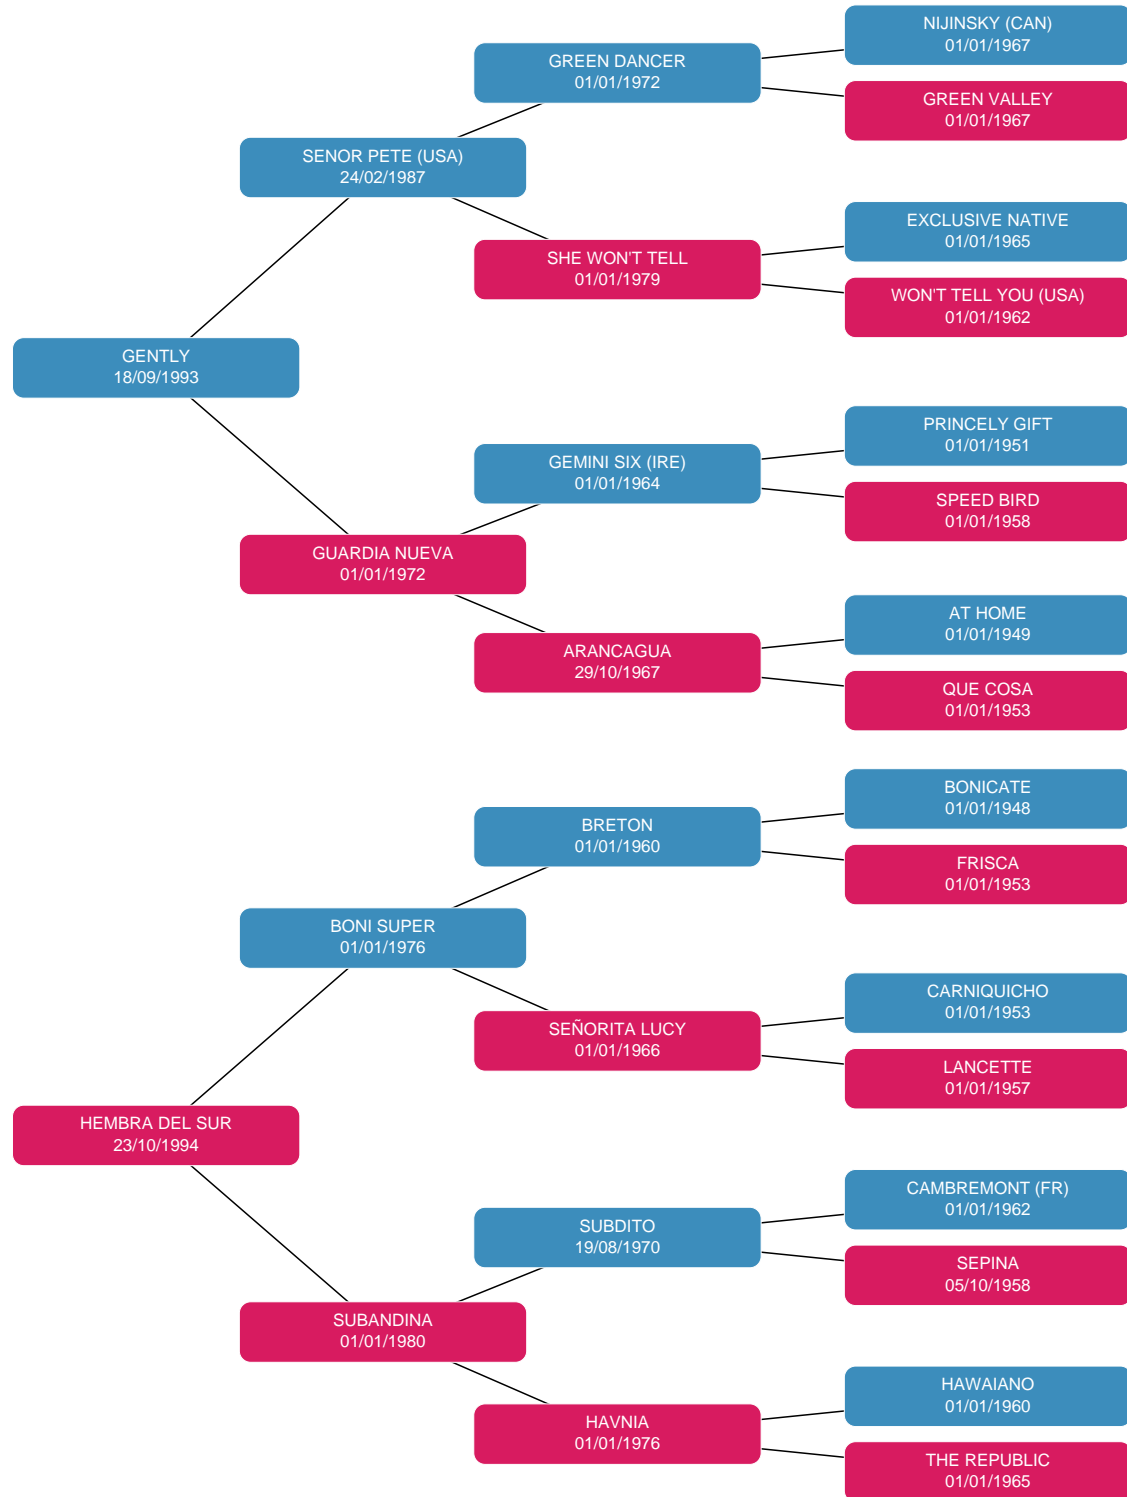 NIJINSKY (CAN)
01/01/1967
GREEN DANCER
01/01/1972
GREEN VALLEY
01/01/1967
SENOR PETE (USA)
24/02/1987
EXCLUSIVE NATIVE
01/01/1965
SHE WON'T TELL
01/01/1979
WON'T TELL YOU (USA)
01/01/1962
GENTLY
18/09/1993
PRINCELY GIFT
01/01/1951
GEMINI SIX (IRE)
01/01/1964
SPEED BIRD
01/01/1958
GUARDIA NUEVA
01/01/1972
AT HOME
01/01/1949
ARANCAGUA
29/10/1967
QUE COSA
01/01/1953
BONICATE
01/01/1948
BRETON
01/01/1960
FRISCA
01/01/1953
BONI SUPER
01/01/1976
CARNIQUICHO
01/01/1953
SEÑORITA LUCY
01/01/1966
LANCETTE
01/01/1957
HEMBRA DEL SUR
23/10/1994
CAMBREMONT (FR)
01/01/1962
SUBDITO
19/08/1970
SEPINA
05/10/1958
SUBANDINA
01/01/1980
HAWAIANO
01/01/1960
HAVNIA
01/01/1976
THE REPUBLIC
01/01/1965